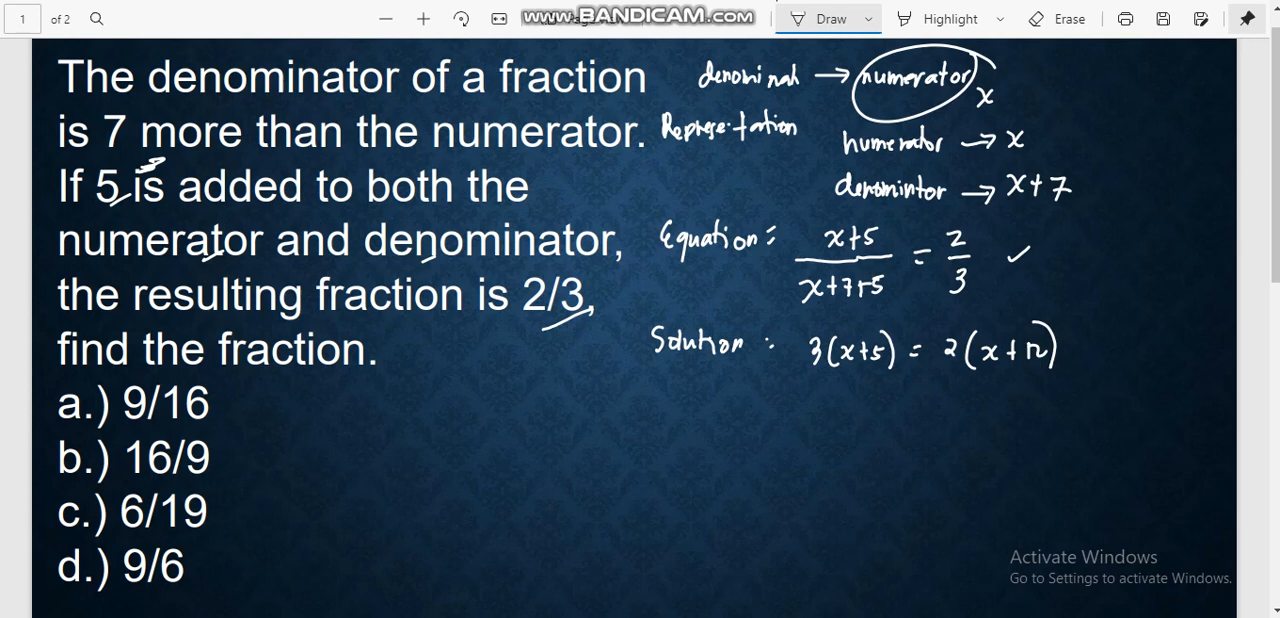 1 of 2 Draw Highlight Erase
www.BANDICAM.com
The denominator of a fraction
is 7 more than the numerator.
If 5 is added to both the
numerator and denominator,
the resulting fraction is 2/3,
find the fraction.
a.) 9/16
b.) 16/9
c.) 6/19
d.) 9/6
denominah → numerator x
Representation
numerator → x
denomintor → x+7
Equation: x+5 / x+7+5 = 2/3 ✓
Solution: 3(x+5) = 2(x+12)
Activate Windows
Go to Settings to activate Windows.